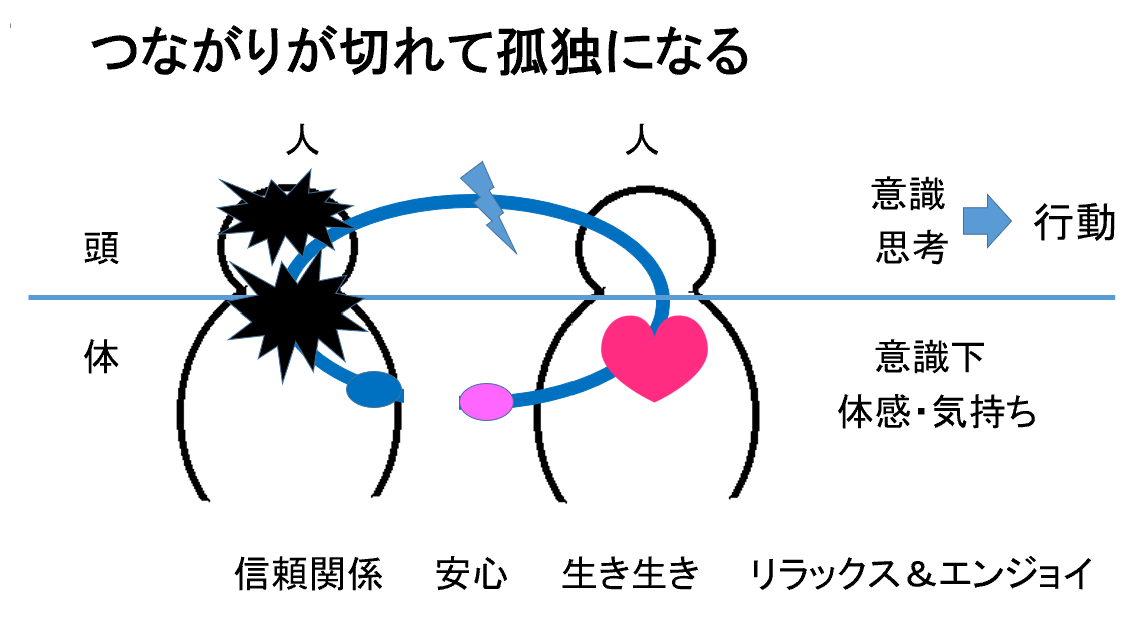 つながりが切れて孤独になる
人
人
頭
意識
思考
行動
体
意識下
体感・気持ち
信頼関係
安心
生き生き
リラックス＆エンジョイ